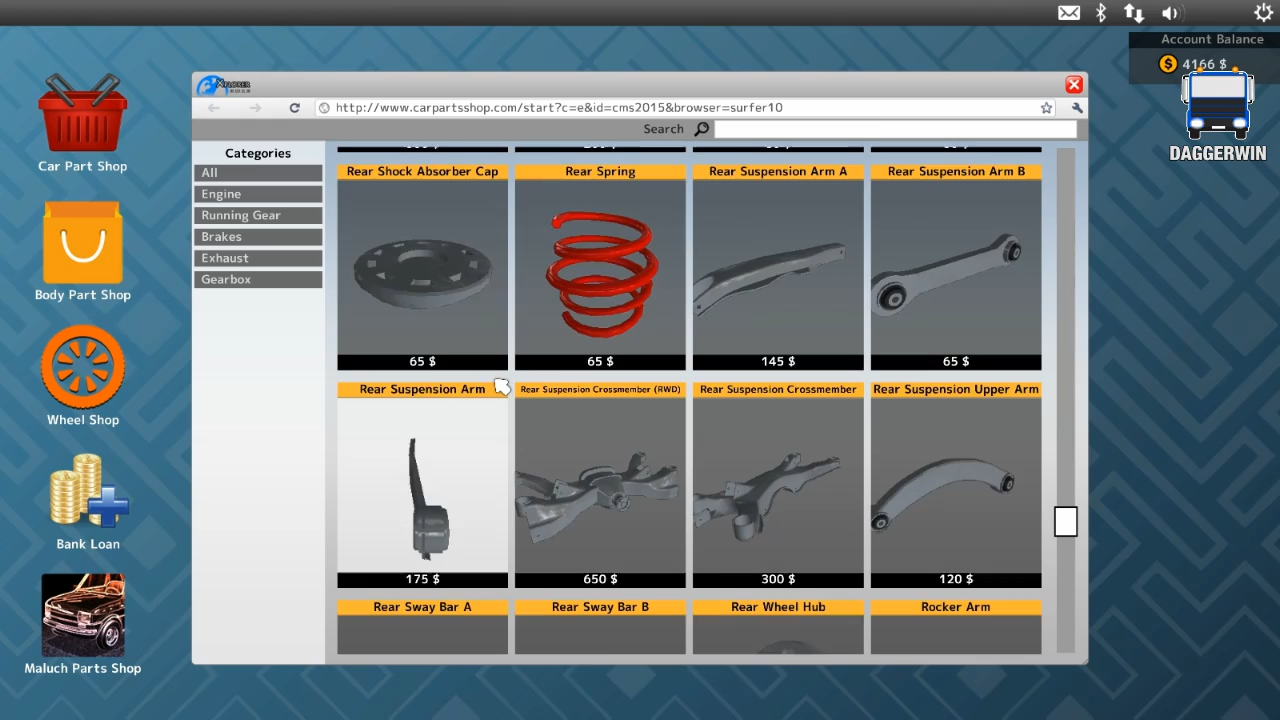 Account Balance
4166 $
DAGGERWIN
Car Part Shop
Body Part Shop
Wheel Shop
Bank Loan
Maluch Parts Shop
http://www.carpartsshop.com/start?c=e&id=cms2015&browser=surfer10
Search
Categories
All
Engine
Running Gear
Brakes
Exhaust
Gearbox
Rear Shock Absorber Cap
Rear Spring
Rear Suspension Arm A
Rear Suspension Arm B
65 $
65 $
145 $
65 $
Rear Suspension Arm
Rear Suspension Crossmember (RWD)
Rear Suspension Crossmember
Rear Suspension Upper Arm
175 $
650 $
300 $
120 $
Rear Sway Bar A
Rear Sway Bar B
Rear Wheel Hub
Rocker Arm